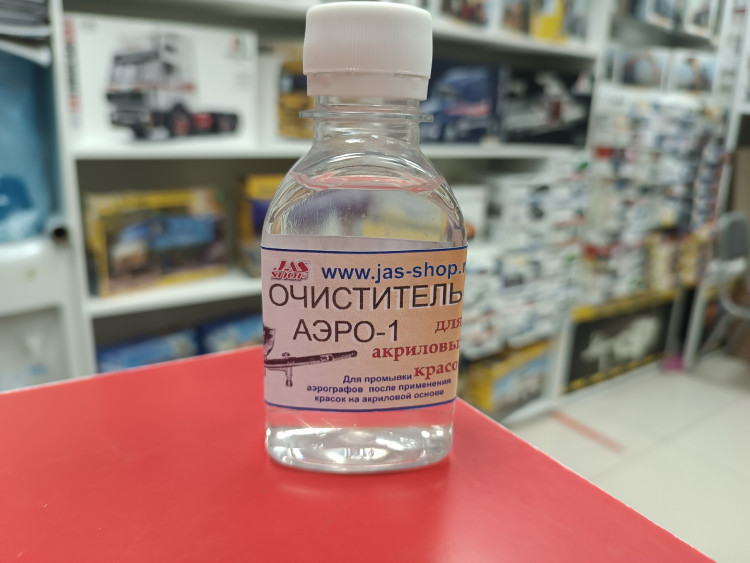 JAS
www.jas-shop.r
ОЧИСТИТЕЛЬ
АЭРО-1
для
акриловы
красо
Для промывки
аэрографов после применения
красок на акриловой основе